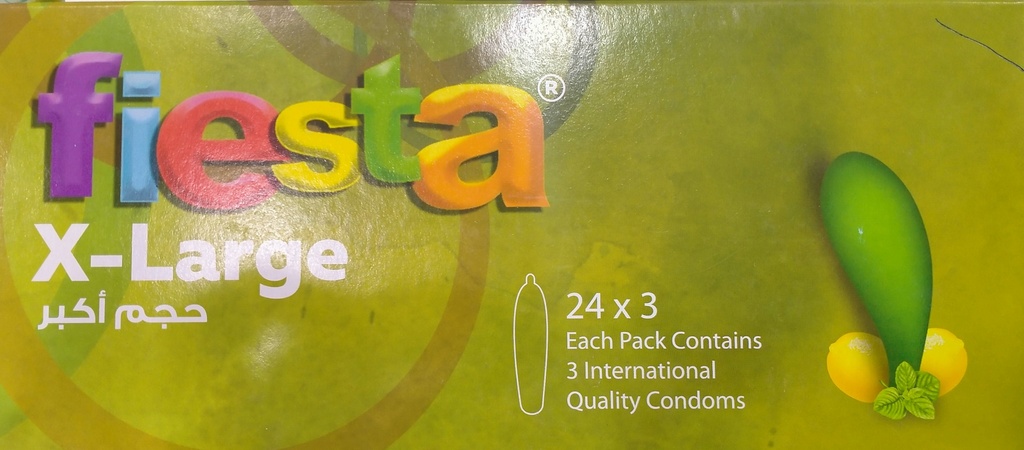 fiesta®
X-Large
حجم أكبر
24 x 3
Each Pack Contains
3 International
Quality Condoms